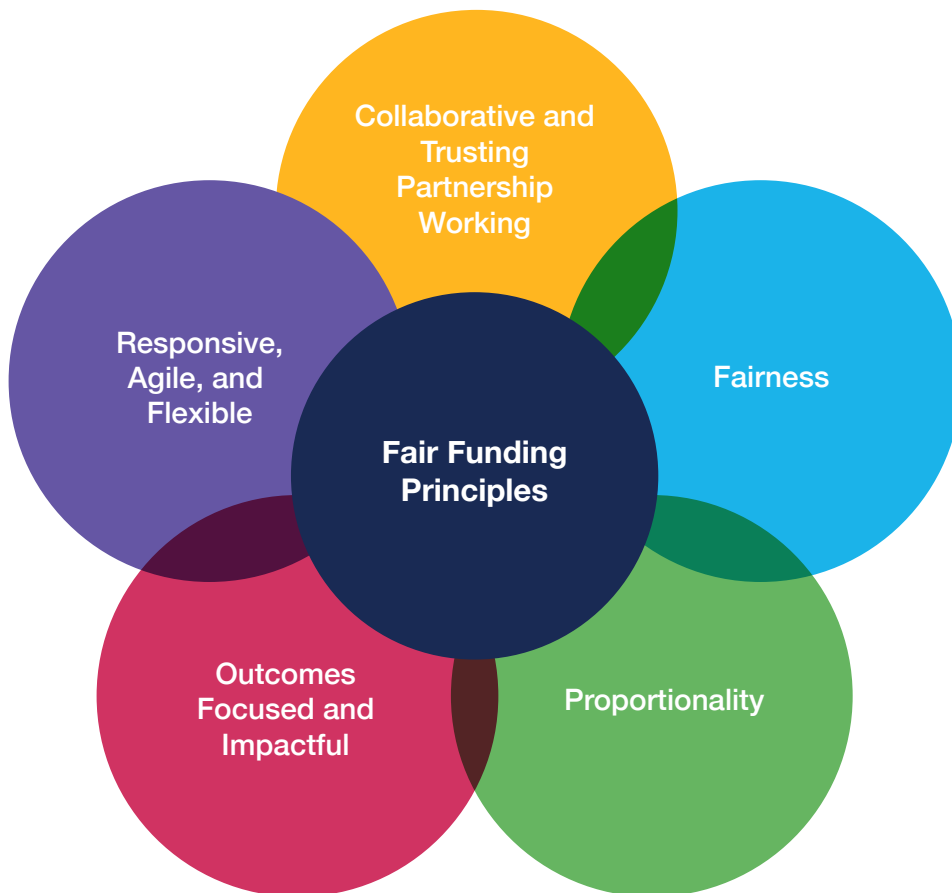 Collaborative and
Trusting
Partnership
Working
Responsive,
Agile, and
Flexible
Fairness
Fair Funding
Principles
Outcomes
Focused and
Impactful
Proportionality